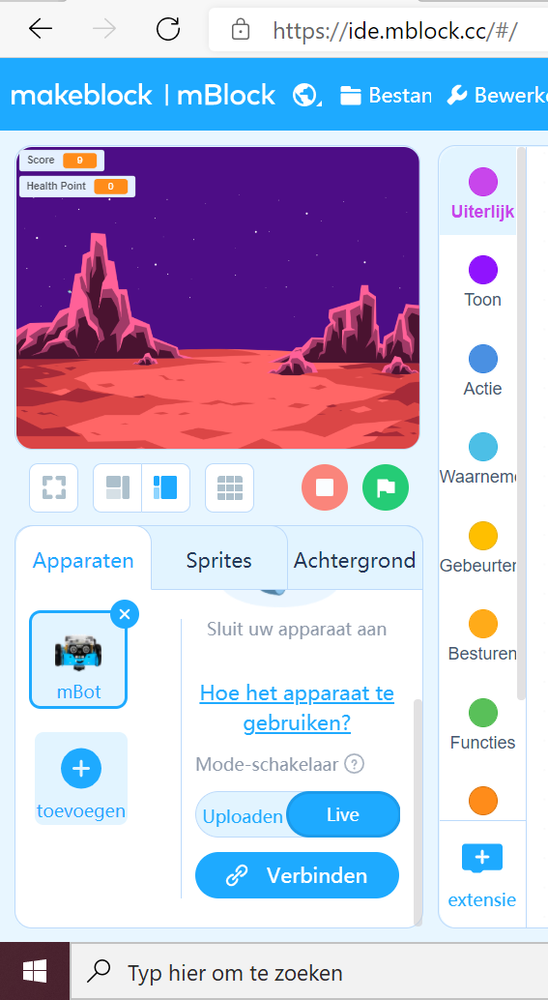 https://ide.mblock.cc/#/
makeblock | mBlock Bestan Bewerke
Score 9
Health Point 0
Uiterlijk
Toon
Actie
Waarneme
Gebeurten
Besturen
Functies
extensie
Apparaten Sprites Achtergrond
mBot
toevoegen
Sluit uw apparaat aan
Hoe het apparaat te
gebruiken?
Mode-schakelaar ?
Uploaden Live
Verbinden
Typ hier om te zoeken